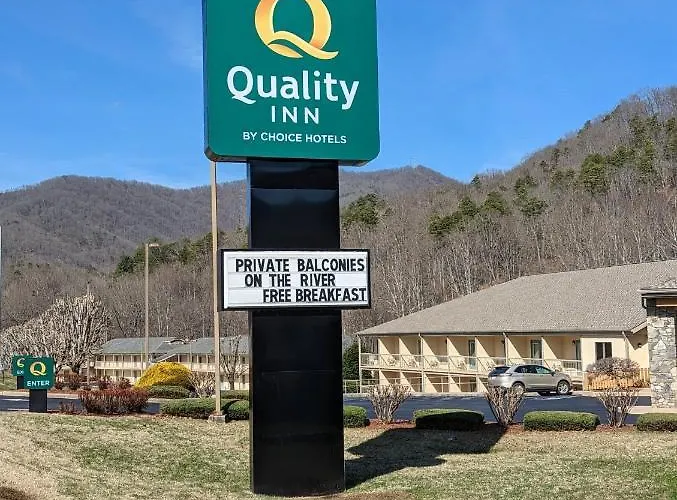 Quality
INN
BY CHOICE HOTELS
PRIVATE BALCONIES
ON THE RIVER
FREE BREAKFAST
ENTER